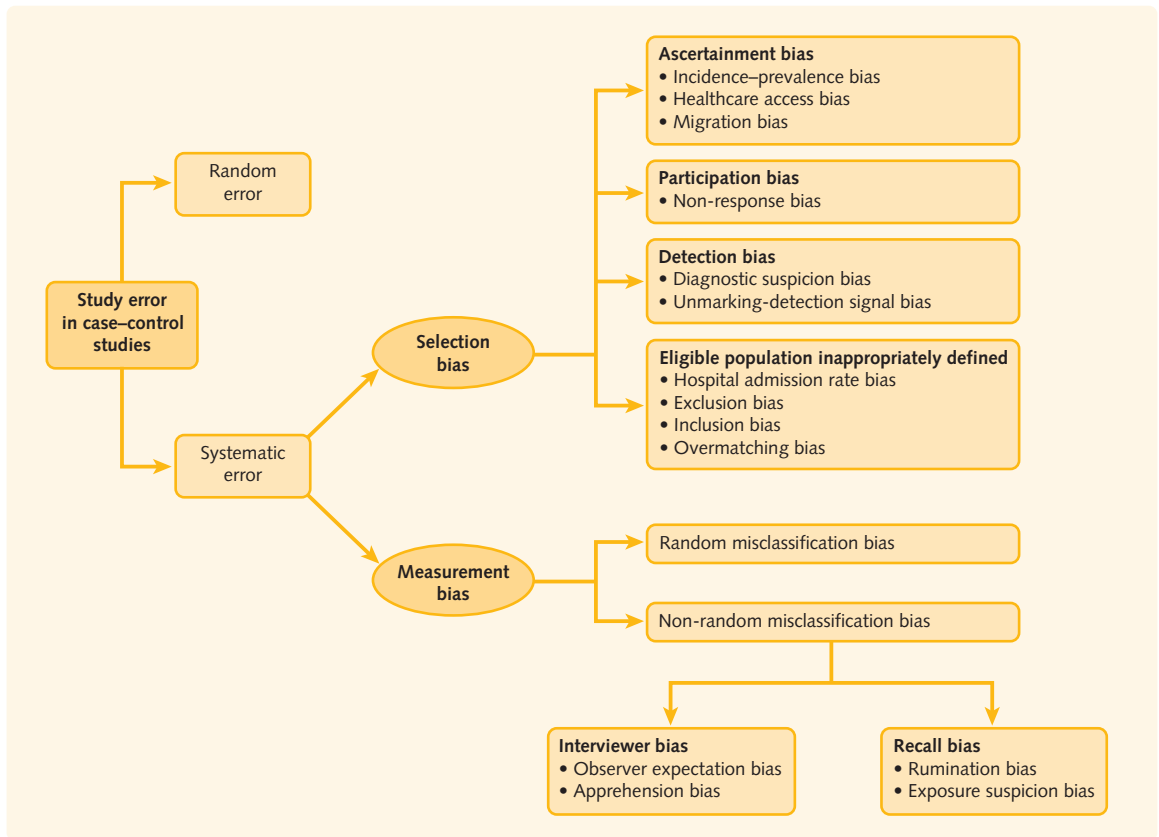 Study error
in case–control
studies
Random
error
Systematic
error
Selection
bias
Ascertainment bias
• Incidence–prevalence bias
• Healthcare access bias
• Migration bias
Participation bias
• Non-response bias
Detection bias
• Diagnostic suspicion bias
• Unmarking-detection signal bias
Eligible population inappropriately defined
• Hospital admission rate bias
• Exclusion bias
• Inclusion bias
• Overmatching bias
Measurement
bias
Random misclassification bias
Non-random misclassification bias
Interviewer bias
• Observer expectation bias
• Apprehension bias
Recall bias
• Rumination bias
• Exposure suspicion bias